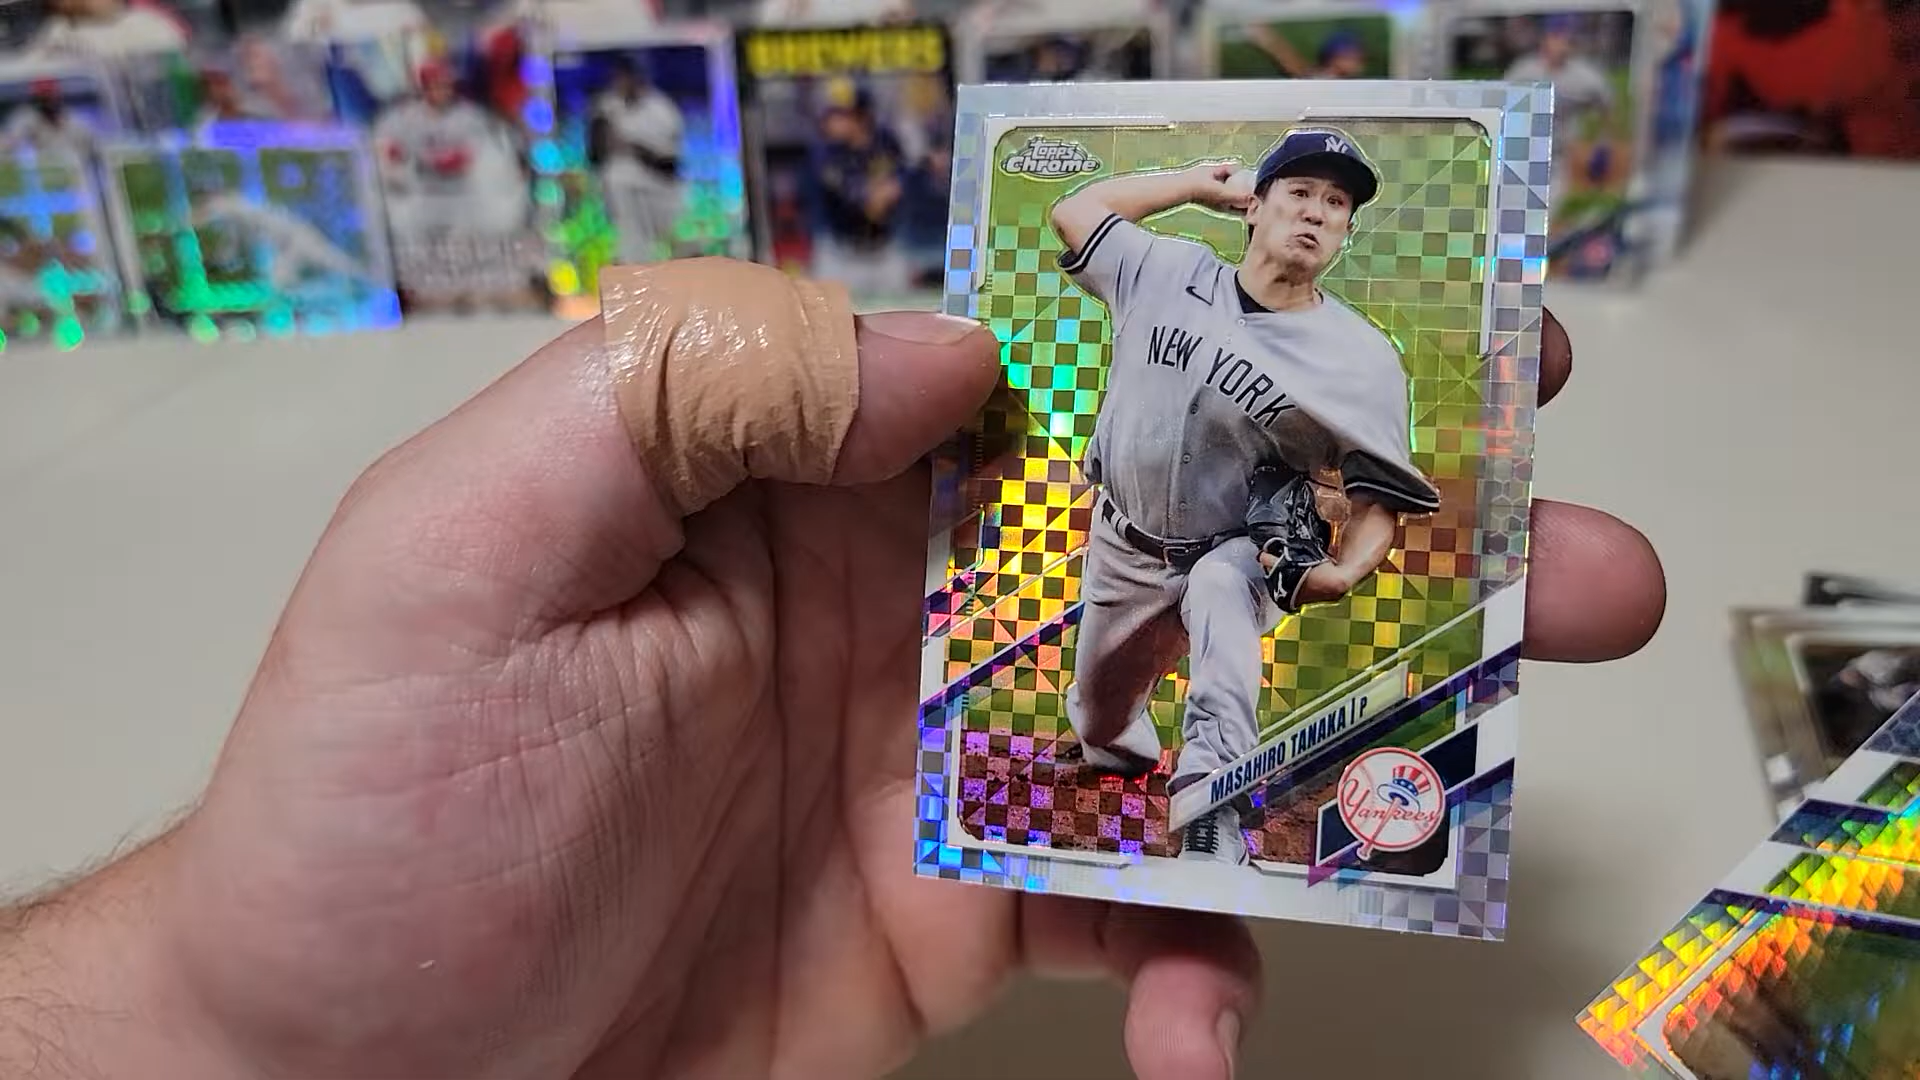 BREWERS
Topps
Chrome
NY
NEW YORK
MASAHIRO TANAKA | P
Yankees